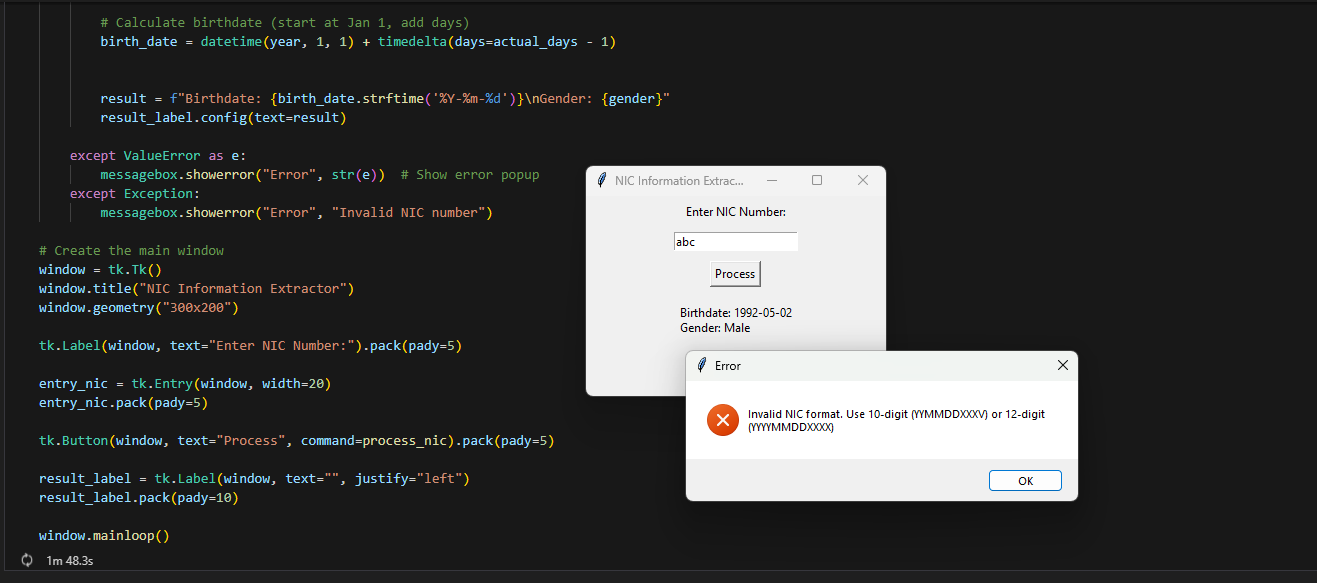 # Calculate birthdate (start at Jan 1, add days)
birth_date = datetime(year, 1, 1) + timedelta(days=actual_days - 1)
result = f"Birthdate: {birth_date.strftime('%Y-%m-%d')}\nGender: {gender}"
result_label.config(text=result)
except ValueError as e:
messagebox.showerror("Error", str(e))  # Show error popup
except Exception:
messagebox.showerror("Error", "Invalid NIC number")
# Create the main window
window = tk.Tk()
window.title("NIC Information Extractor")
window.geometry("300x200")
tk.Label(window, text="Enter NIC Number:").pack(pady=5)
entry_nic = tk.Entry(window, width=20)
entry_nic.pack(pady=5)
tk.Button(window, text="Process", command=process_nic).pack(pady=5)
result_label = tk.Label(window, text="", justify="left")
result_label.pack(pady=10)
window.mainloop()
1m 48.3s
NIC Information Extrac...
Enter NIC Number:
abc
Process
Birthdate: 1992-05-02
Gender: Male
Error
Invalid NIC format. Use 10-digit (YYMMDDXXXV) or 12-digit
(YYYYMMDDXXXX)
OK